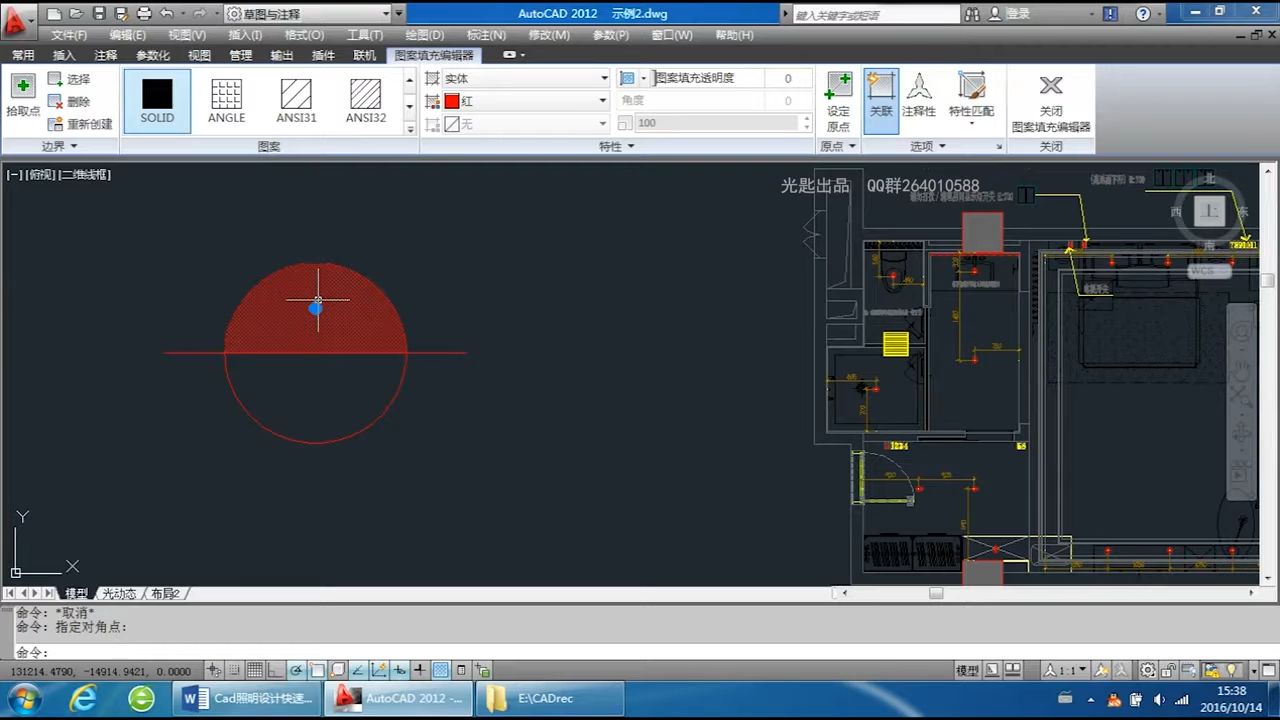 草图与注释
AutoCAD 2012 示例2.dwg
键入关键字或短语
登录
文件(F) 编辑(E) 视图(V) 插入(I) 格式(O) 工具(T) 绘图(D) 标注(N) 修改(M) 参数(P) 窗口(W) 帮助(H)
常用 插入 注释 参数化 视图 管理 输出 插件 联机 图案填充编辑器
拾取点
选择
删除
重新创建
边界
SOLID
ANGLE
ANSI31
ANSI32
图案
实体
红
无
图案填充透明度 0
角度 0
100
特性
设定
原点
原点
关联
注释性
特性匹配
选项
关闭
图案填充编辑器
关闭
[−][俯视][二维线框]
光匙出品 QQ群264010588
北
西 上 东
南
WCS
Y
X
模型 光动态 布局2
命令: *取消*
命令: 指定对角点:
命令:
131214.4790, -14914.9421, 0.0000
模型
1:1
Cad照明设计快速...
AutoCAD 2012 -...
E:\CADrec
15:38
2016/10/14